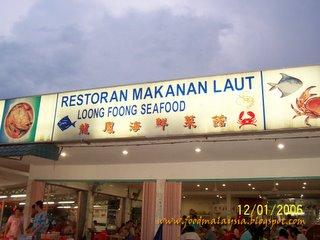 RESTORAN MAKANAN LAUT
LOONG FOONG SEAFOOD
龍鳳海鮮菜館
12/01/2006
www.foodmalaysia.blogspot.com